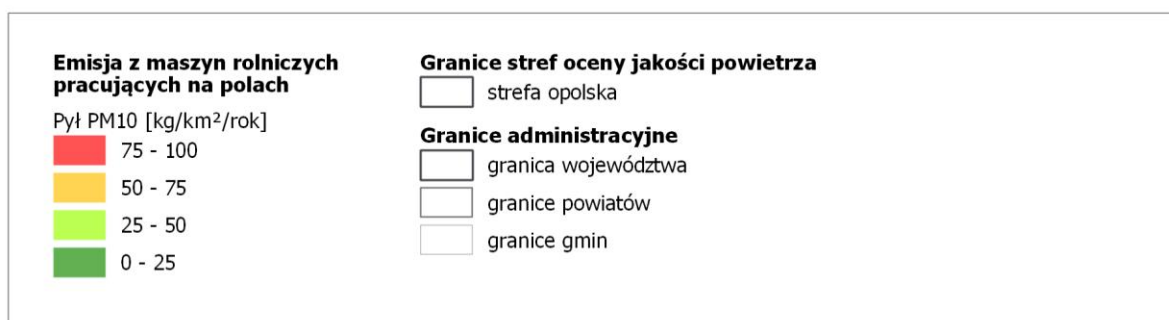 Emisja z maszyn rolniczych
pracujących na polach
Pył PM10 [kg/km²/rok]
75 - 100
50 - 75
25 - 50
0 - 25
Granice stref oceny jakości powietrza
strefa opolska
Granice administracyjne
granica województwa
granice powiatów
granice gmin